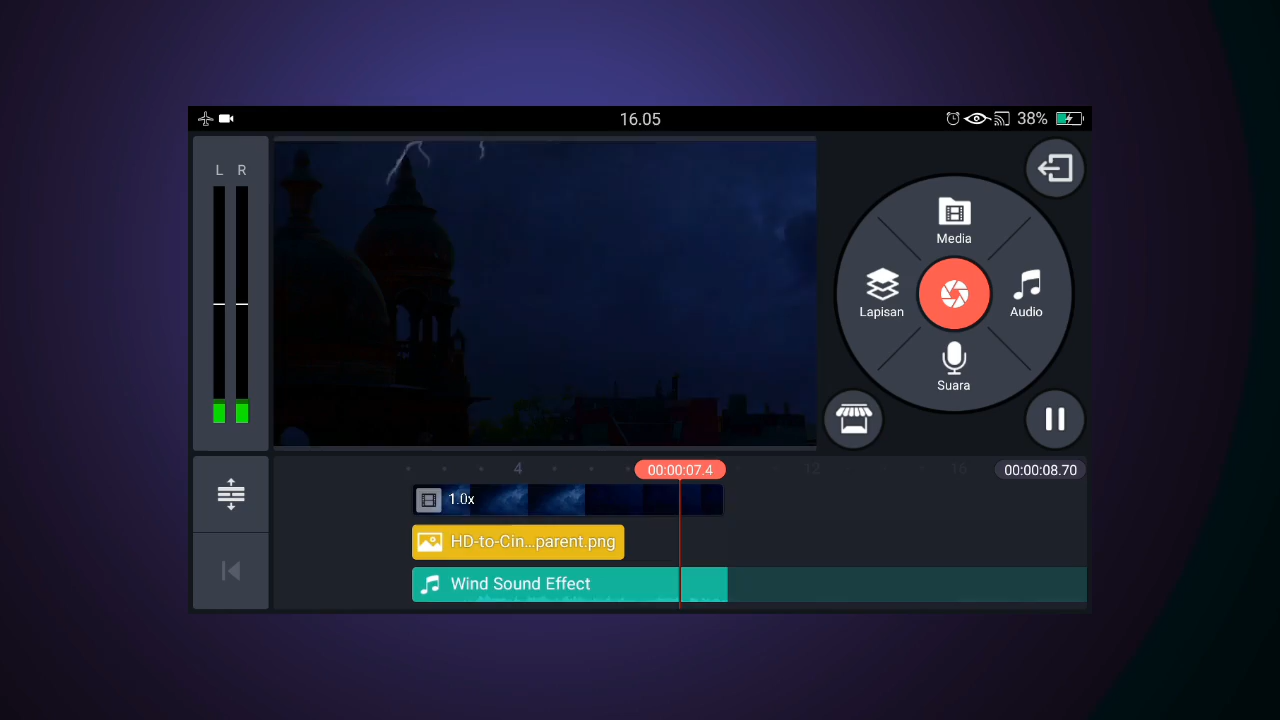 16.05
38%
L R
Media
Lapisan
Audio
Suara
4
00:00:07.4
12
16
00:00:08.70
1.0x
HD-to-Cin...parent.png
Wind Sound Effect